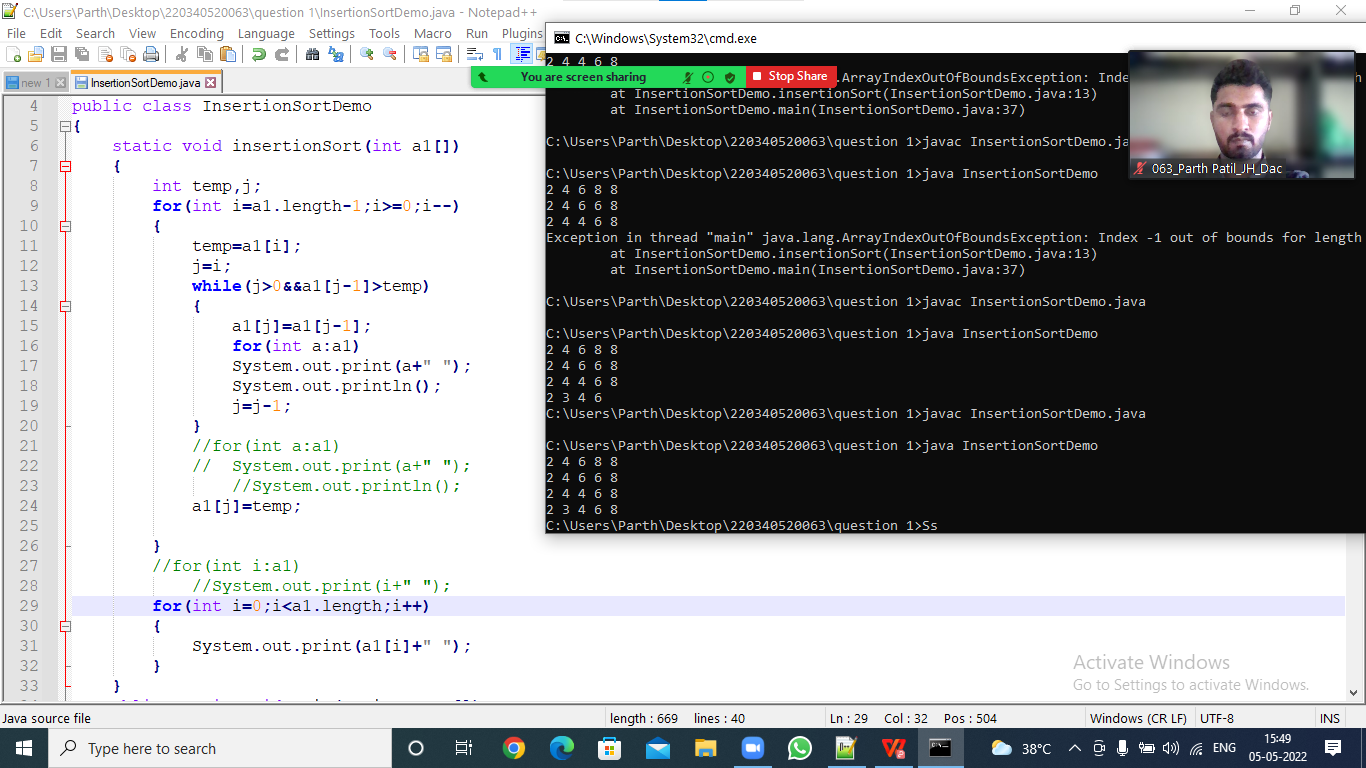 C:\Users\Parth\Desktop\220340520063\question 1\InsertionSortDemo.java - Notepad++
File Edit Search View Encoding Language Settings Tools Macro Run Plugins
new 1 InsertionSortDemo.java
4 public class InsertionSortDemo
5 {
6 static void insertionSort(int a1[])
7 {
8 int temp,j;
9 for(int i=a1.length-1;i>=0;i--)
10 {
11 temp=a1[i];
12 j=i;
13 while(j>0&&a1[j-1]>temp)
14 {
15 a1[j]=a1[j-1];
16 for(int a:a1)
17 System.out.print(a+" ");
18 System.out.println();
19 j=j-1;
20 }
21 //for(int a:a1)
22 // System.out.print(a+" ");
23 //System.out.println();
24 a1[j]=temp;
25
26 }
27 //for(int i:a1)
28 //System.out.print(i+" ");
29 for(int i=0;i<a1.length;i++)
30 {
31 System.out.print(a1[i]+" ");
32 }
33 }
C:\Windows\System32\cmd.exe
2 4 4 6 8
You are screen sharing Stop Share
.ArrayIndexOutOfBoundsException: Inde
at InsertionSortDemo.insertionSort(InsertionSortDemo.java:13)
at InsertionSortDemo.main(InsertionSortDemo.java:37)
C:\Users\Parth\Desktop\220340520063\question 1>javac InsertionSortDemo.ja
C:\Users\Parth\Desktop\220340520063\question 1>java InsertionSortDemo
2 4 6 8 8
2 4 6 6 8
2 4 4 6 8
Exception in thread "main" java.lang.ArrayIndexOutOfBoundsException: Index -1 out of bounds for length
at InsertionSortDemo.insertionSort(InsertionSortDemo.java:13)
at InsertionSortDemo.main(InsertionSortDemo.java:37)
C:\Users\Parth\Desktop\220340520063\question 1>javac InsertionSortDemo.java
C:\Users\Parth\Desktop\220340520063\question 1>java InsertionSortDemo
2 4 6 8 8
2 4 6 6 8
2 4 4 6 8
2 3 4 6
C:\Users\Parth\Desktop\220340520063\question 1>javac InsertionSortDemo.java
C:\Users\Parth\Desktop\220340520063\question 1>java InsertionSortDemo
2 4 6 8 8
2 4 6 6 8
2 4 4 6 8
2 3 4 6 8
C:\Users\Parth\Desktop\220340520063\question 1>Ss
063_Parth Patil_JH_Dac
Activate Windows
Go to Settings to activate Windows.
Java source file length : 669 lines : 40 Ln : 29 Col : 32 Pos : 504 Windows (CR LF) UTF-8 INS
Type here to search
38°C ENG
15:49
05-05-2022